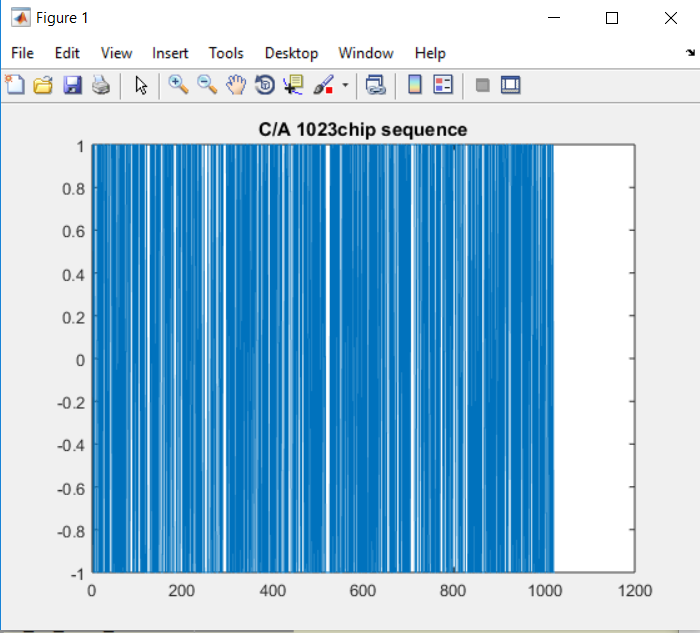 Figure 1
File Edit View Insert Tools Desktop Window Help
C/A 1023chip sequence
1
0.8
0.6
0.4
0.2
0
-0.2
-0.4
-0.6
-0.8
-1
0 200 400 600 800 1000 1200